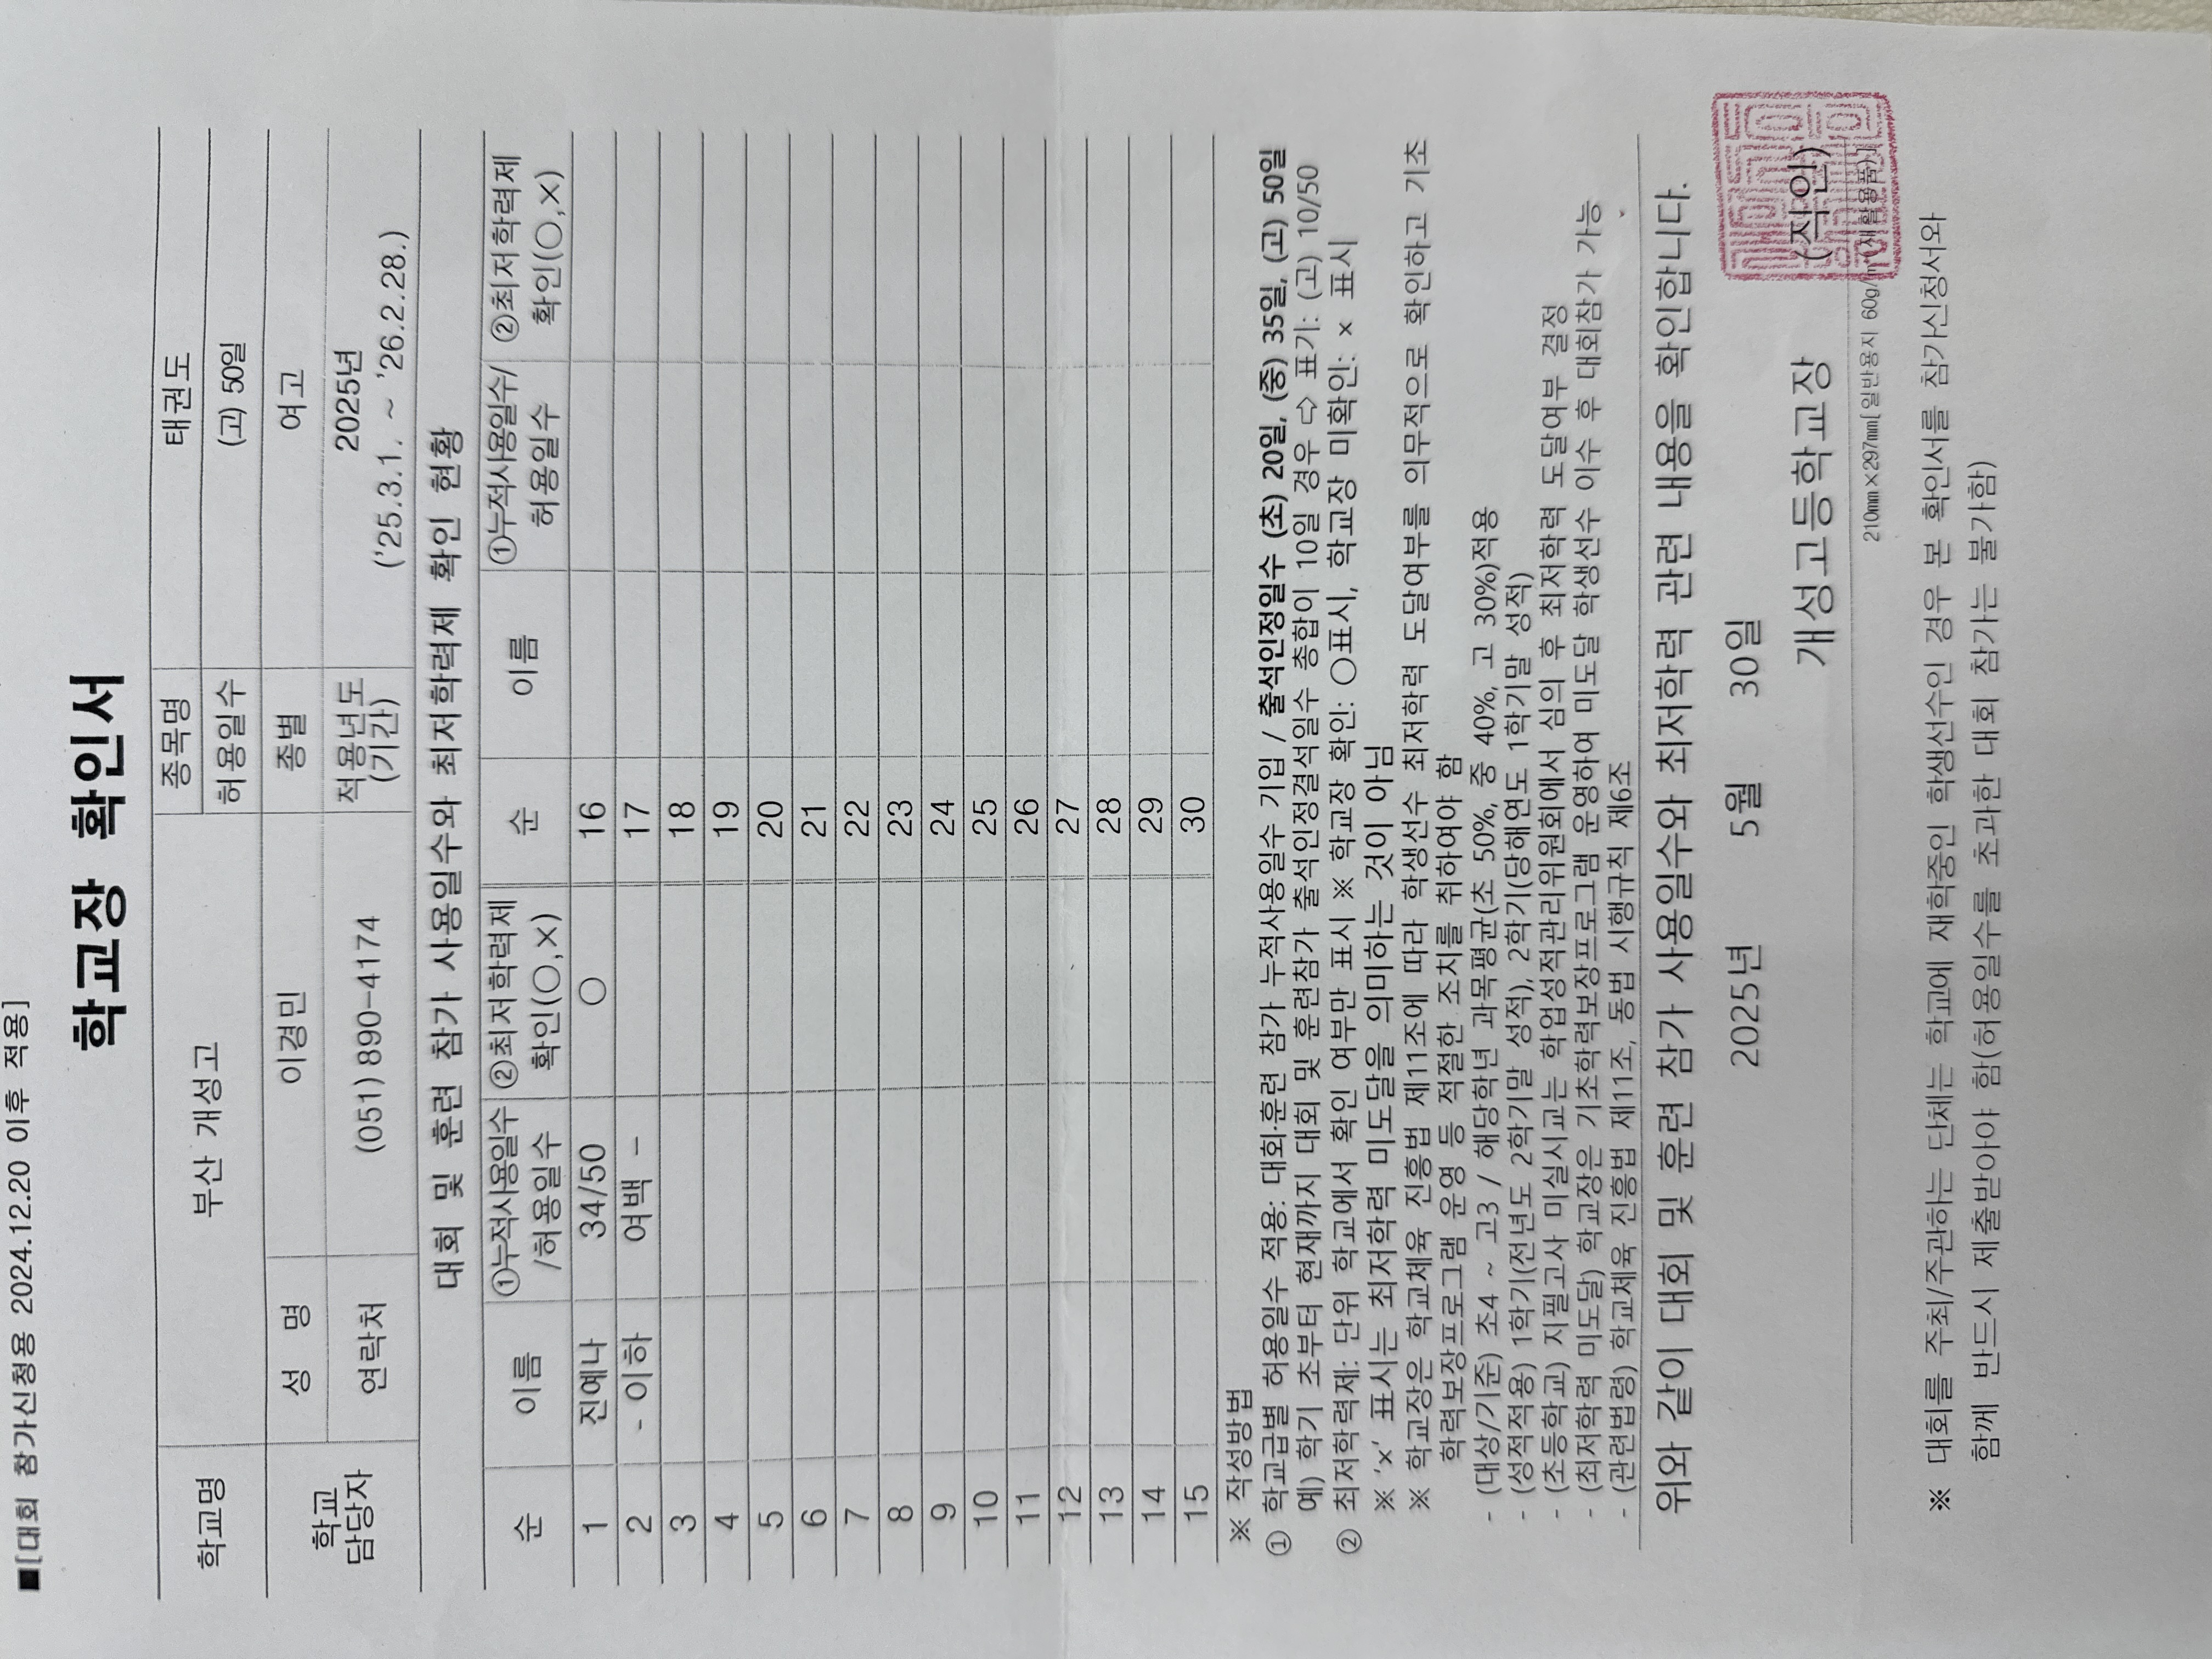 ■[대회 참가신청용 2024.12.20 이후 적용]
학교장 확인서
학교명 부산 개성고 종목명 태권도
허용일수 (고) 50일
학교 담당자 성 명 이경민 종별 여고
연락처 (051) 890-4174 적용년도 (기간) 2025년
('25.3.1. ~ '26.2.28.)
대회 및 훈련 참가 사용일수와 최저학력제 확인 현황
순 이름 ①누적사용일수 /허용일수 ②최저학력제 확인(○,×) 순 이름 ①누적사용일수/ 허용일수 ②최저학력제 확인(○,×)
1 진예나 34/50 ○ 16
2 - 이하 여백 - 17
3 18
4 19
5 20
6 21
7 22
8 23
9 24
10 25
11 26
12 27
13 28
14 29
15 30
※ 작성방법
① 학교급별 허용일수 적용: 대회·훈련 참가 누적사용일수 기입 / 출석인정일수 (초) 20일, (중) 35일, (고) 50일
예) 학기 초부터 현재까지 대회 및 훈련참가 출석인정결석일수 총합이 10일 경우 ⇨ 표기: (고) 10/50
② 최저학력제: 단위 학교에서 확인 여부만 표시 ※ 학교장 확인: ○표시, 학교장 미확인: × 표시
※ '×' 표시는 최저학력 미도달을 의미하는 것이 아님
※ 학교장은 학교체육 진흥법 제11조에 따라 학생선수 최저학력 도달여부를 의무적으로 확인하고 기초
학력보장프로그램 운영 등 적절한 조치를 취하여야 함
- (대상/기준) 초4 ~ 고3 / 해당학년 과목평균(초 50%, 중 40%, 고 30%)적용
- (성적적용) 1학기(전년도 2학기말 성적), 2학기(당해연도 1학기말 성적)
- (초등학교) 지필고사 미실시교는 학업성적관리위원회에서 심의 후 최저학력 도달여부 결정
- (최저학력 미도달) 학교장은 기초학력보장프로그램 운영하여 미도달 학생선수 이수 후 대회참가 가능
- (관련법령) 학교체육 진흥법 제11조, 동법 시행규칙 제6조
위와 같이 대회 및 훈련 참가 사용일수와 최저학력 관련 내용을 확인합니다.
2025년 5월 30일
개성고등학교장 (직인)
210mm×297mm[일반용지 60g/㎡(재활용품)]
※ 대회를 주최/주관하는 단체는 학교에 재학중인 학생선수인 경우 본 확인서를 참가신청서와
함께 반드시 제출받아야 함(허용일수를 초과한 대회 참가는 불가함)